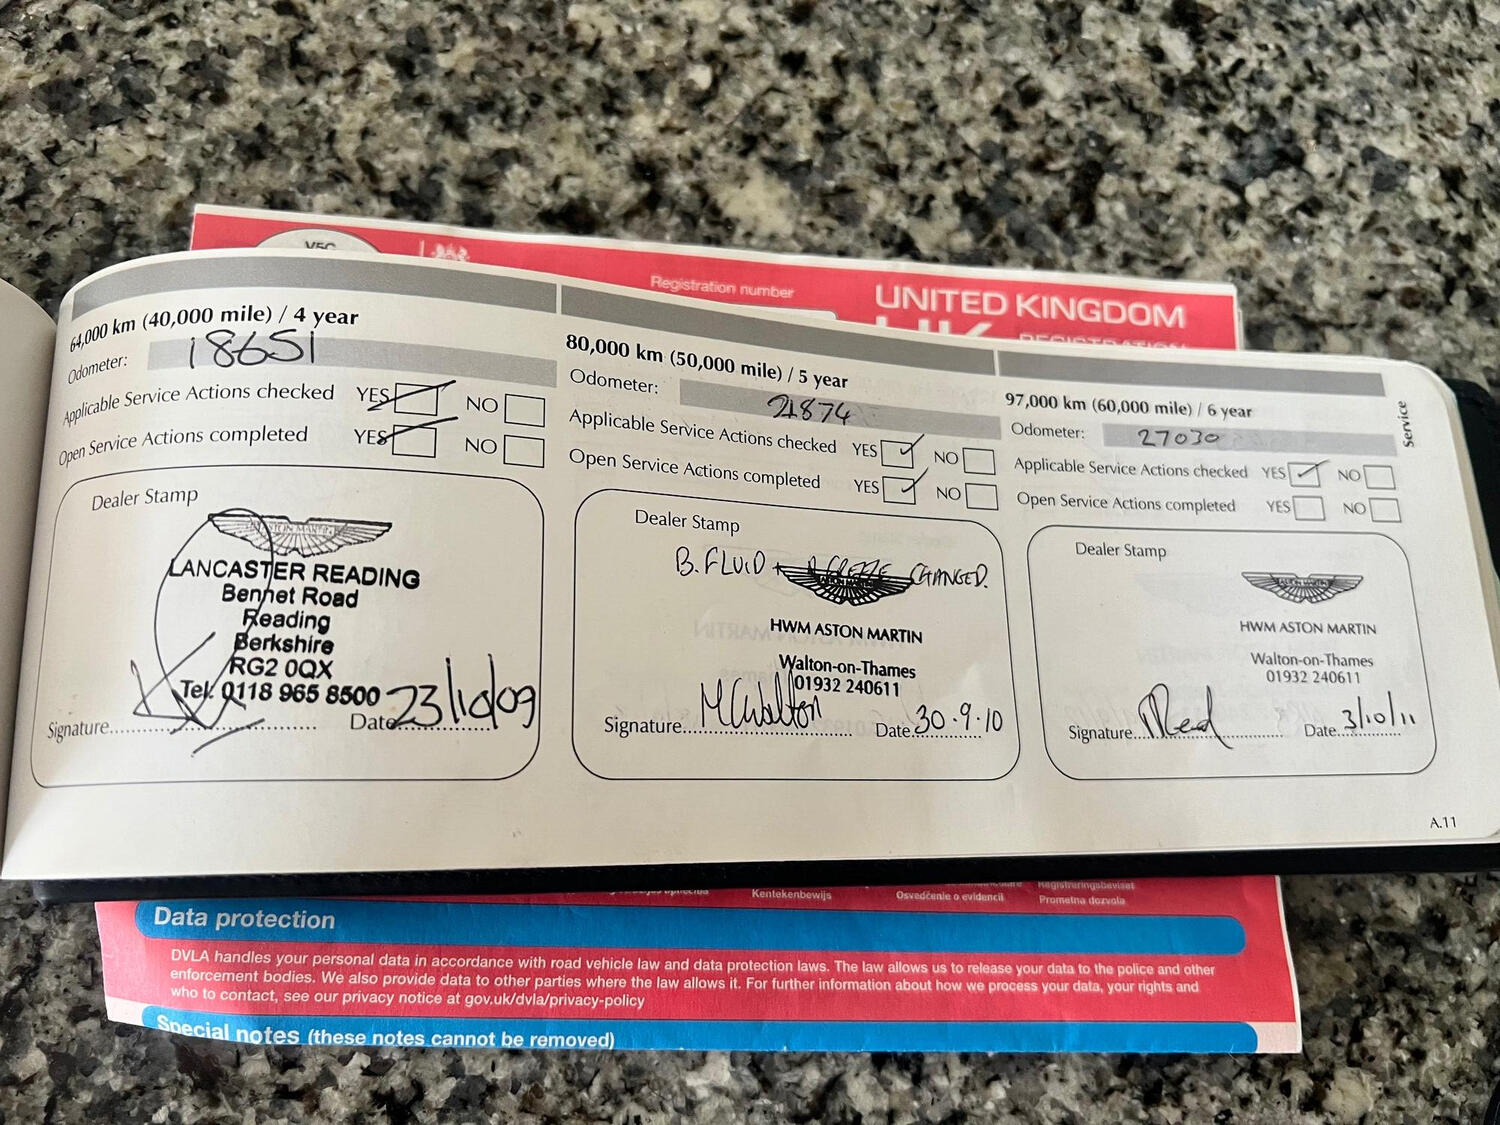 V5C
Registration number
UNITED KINGDOM
64,000 km (40,000 mile) / 4 year
Odometer: 18651
Applicable Service Actions checked YES NO
Open Service Actions completed YES NO
Dealer Stamp
ASTON MARTIN
LANCASTER READING
Bennet Road
Reading
Berkshire
RG2 0QX
Tel: 0118 965 8500
Signature Date 23/10/09
80,000 km (50,000 mile) / 5 year
Odometer: 21874
Applicable Service Actions checked YES NO
Open Service Actions completed YES NO
Dealer Stamp
B. FLUID + A FREEZE CHANGED.
ASTON MARTIN
HWM ASTON MARTIN
Walton-on-Thames
01932 240611
Signature Date 30.9.10
97,000 km (60,000 mile) / 6 year
Odometer: 27030
Applicable Service Actions checked YES NO
Open Service Actions completed YES NO
Dealer Stamp
ASTON MARTIN
HWM ASTON MARTIN
Walton-on-Thames
01932 240611
Signature Date 3/10/11
Service
A.11
Kentekenbewijs
Osvedčenie o evidencii
Registreringsbeviset
Prometna dozvola
Data protection
DVLA handles your personal data in accordance with road vehicle law and data protection laws. The law allows us to release your data to the police and other
enforcement bodies. We also provide data to other parties where the law allows it. For further information about how we process your data, your rights and
who to contact, see our privacy notice at gov.uk/dvla/privacy-policy
Special notes (these notes cannot be removed)